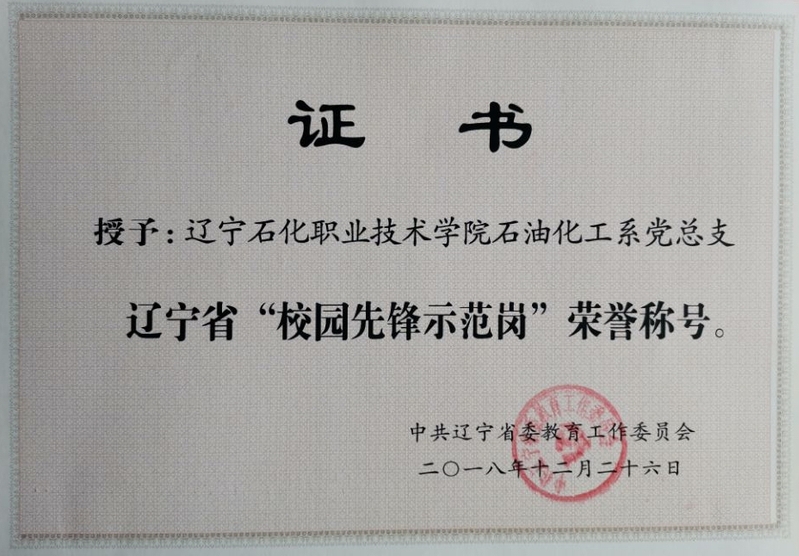 证 书
授予：辽宁石化职业技术学院石油化工系党总支
辽宁省“校园先锋示范岗”荣誉称号。
中共辽宁省委教育工作委员会
二〇一八年十二月二十六日